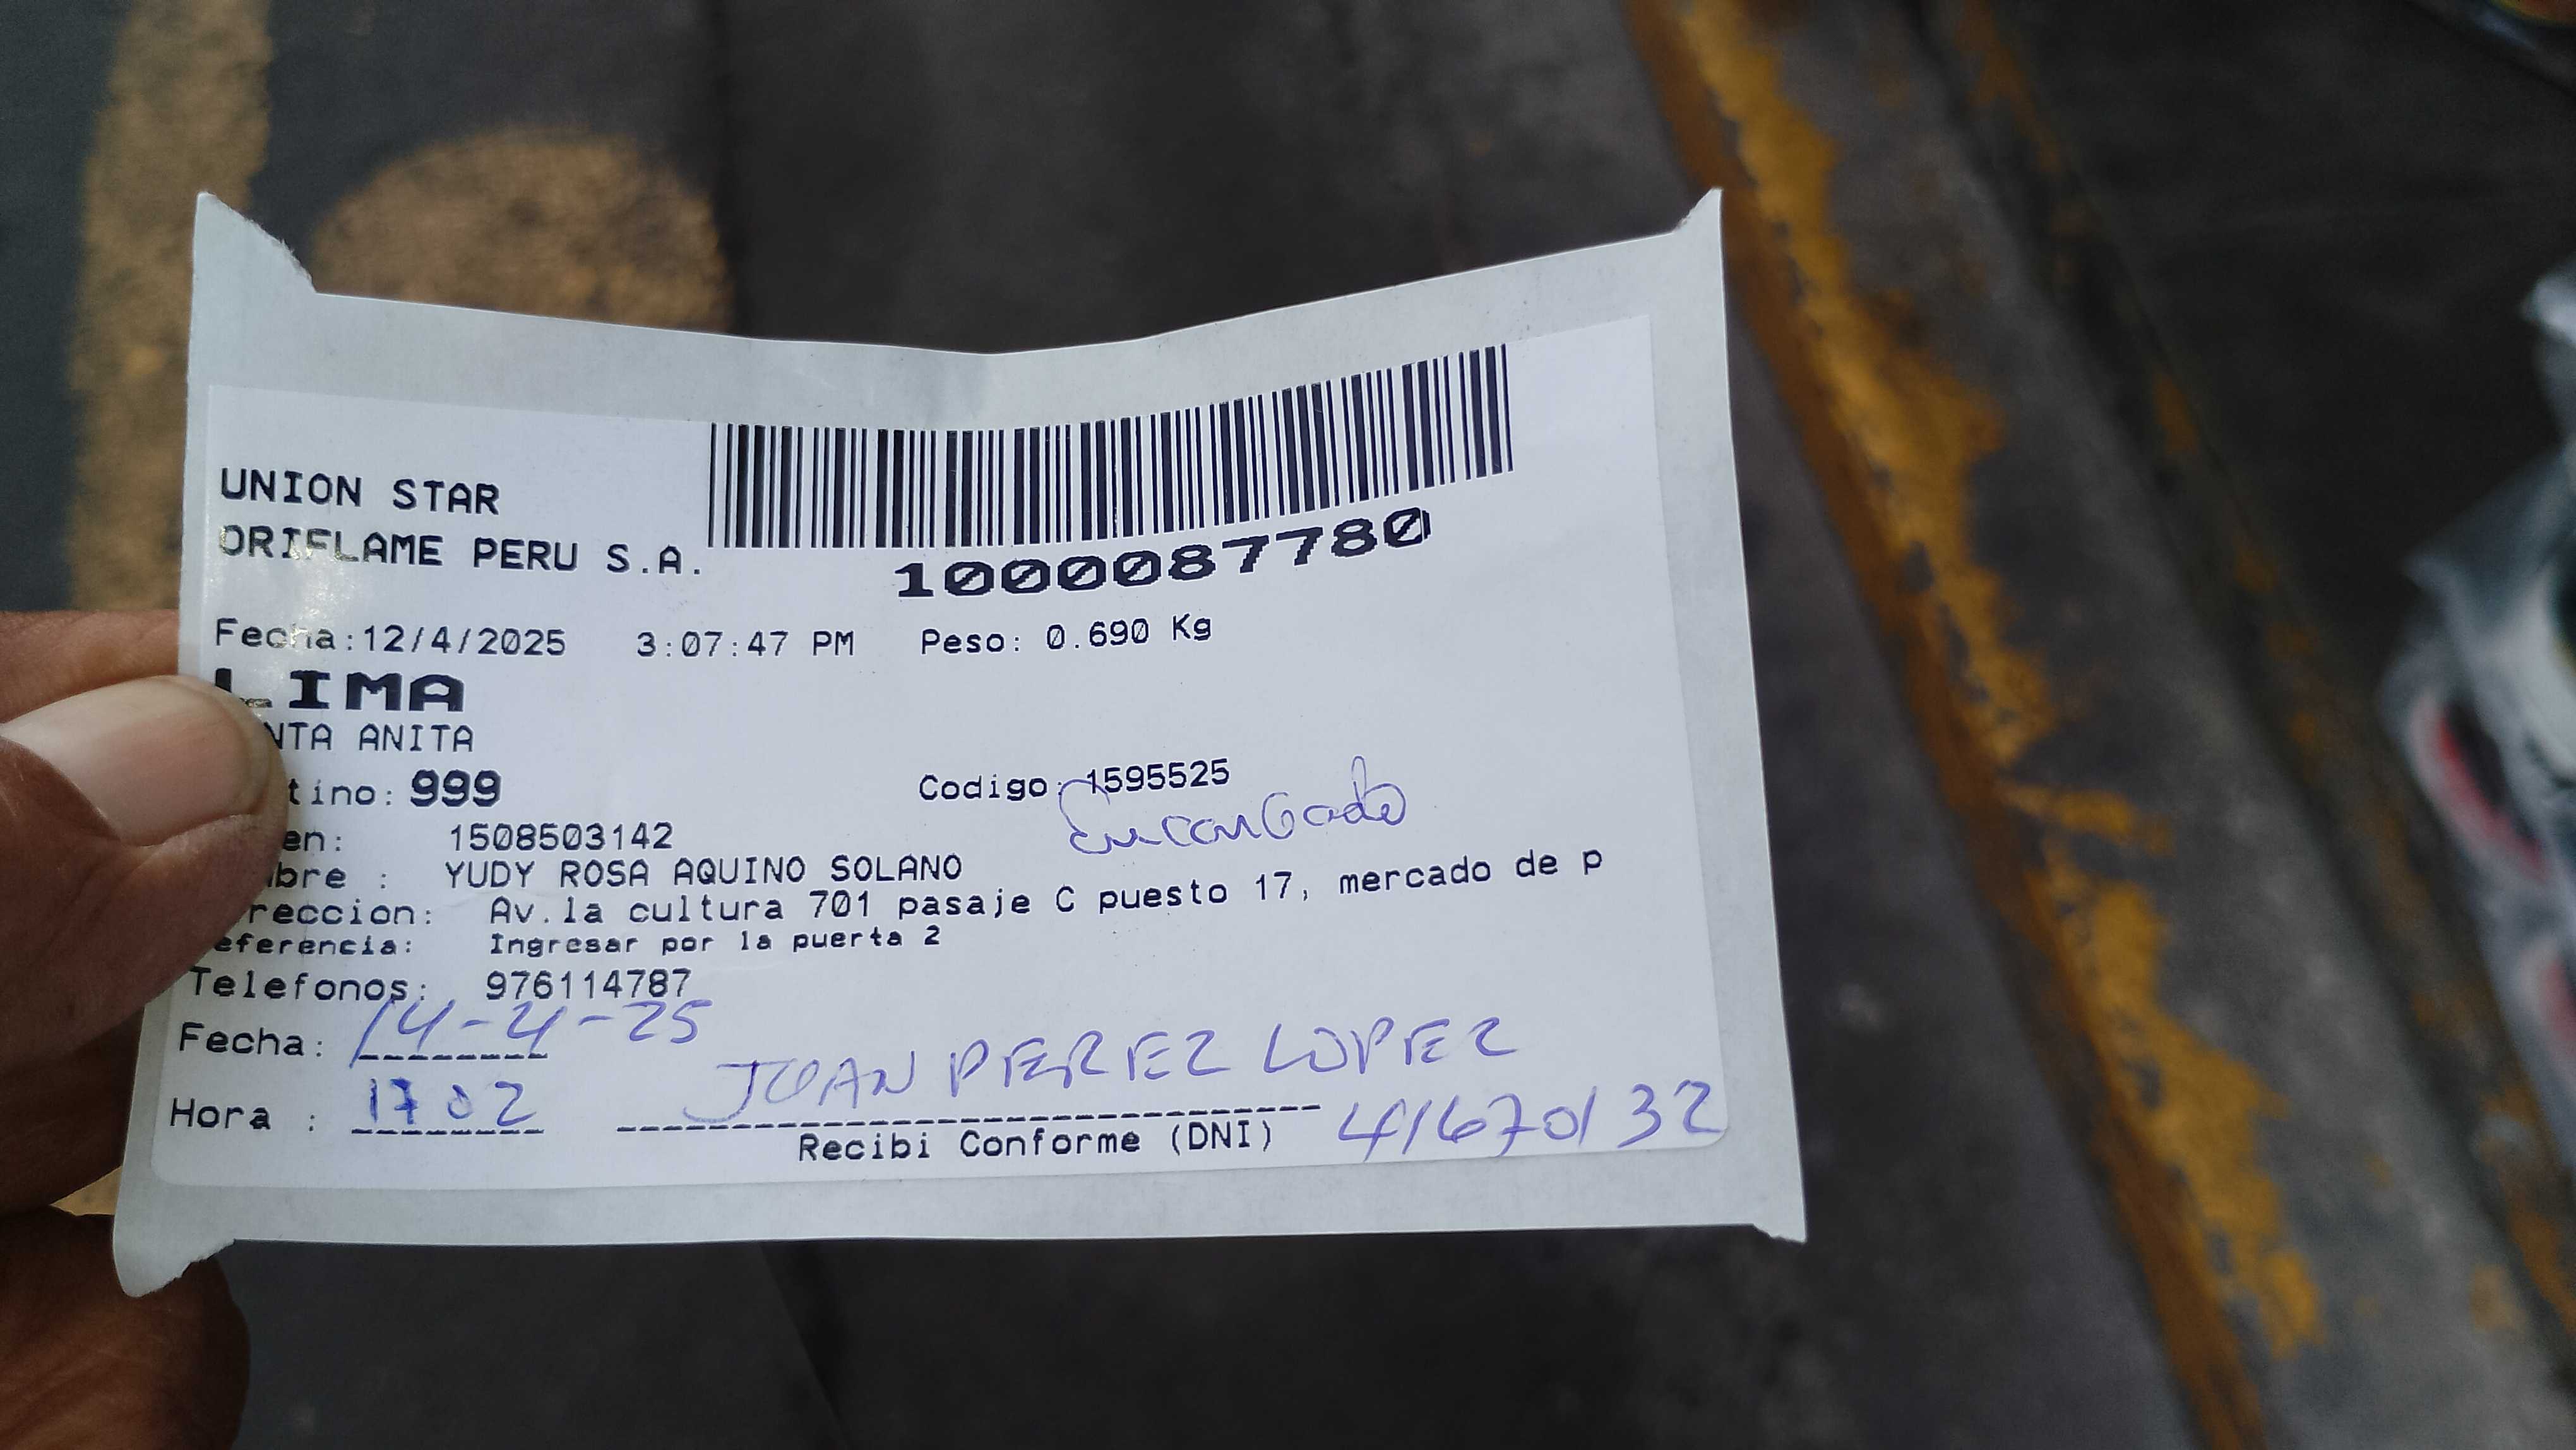 UNION STAR
ORIFLAME PERU S.A.
1000087780
Fecha:12/4/2025 3:07:47 PM Peso: 0.690 Kg
LIMA
NTA ANITA
tino: 999 Codigo: 1595525
Encargado
en: 1508503142
bre : YUDY ROSA AQUINO SOLANO
reccion: Av.la cultura 701 pasaje C puesto 17, mercado de p
eferencia: Ingresar por la puerta 2
Telefonos: 976114787
Fecha: 14-4-25
JUAN PEREZ LOPEZ
Hora : 17 02
Recibi Conforme (DNI) 41670132